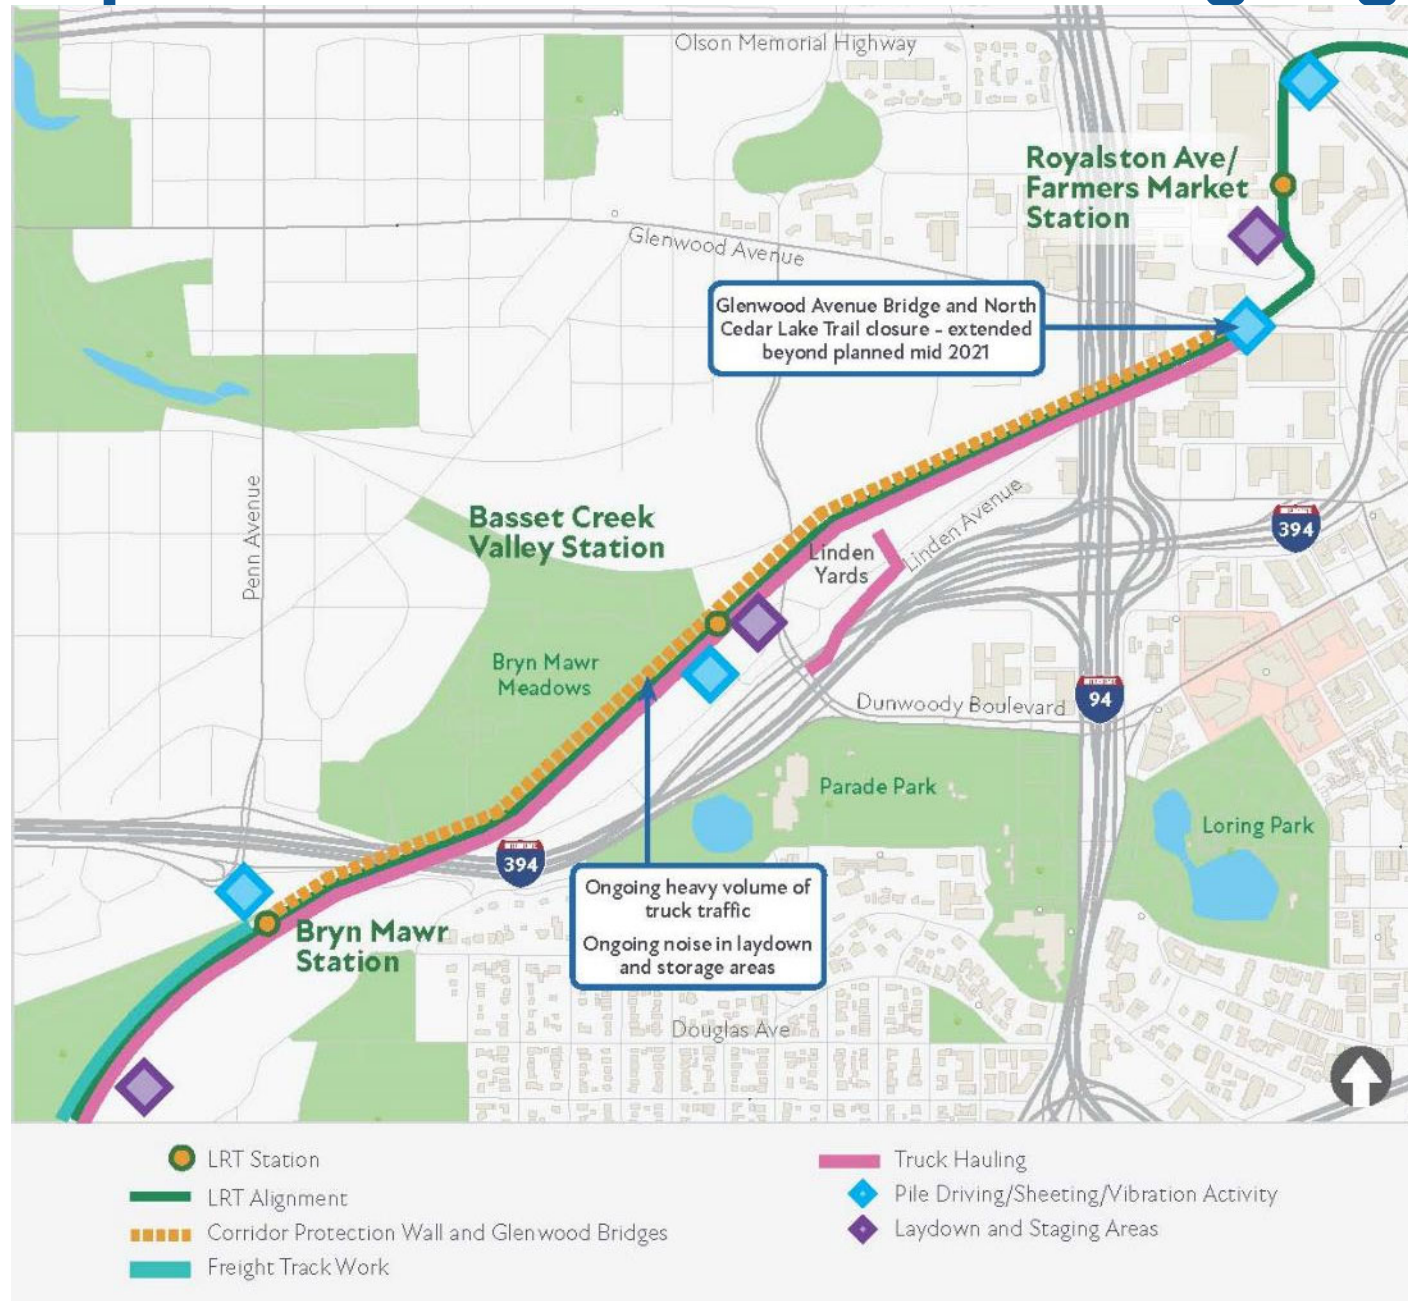 Olson Memorial Highway
Royalston Ave/
Farmers Market
Station
Glenwood Avenue
Glenwood Avenue Bridge and North
Cedar Lake Trail closure - extended
beyond planned mid 2021
Penn Avenue
Basset Creek
Valley Station
Linden
Yards
Linden Avenue
INTERSTATE
394
Bryn Mawr
Meadows
Dunwoody Boulevard
INTERSTATE
94
Parade Park
Loring Park
INTERSTATE
394
Ongoing heavy volume of
truck traffic
Ongoing noise in laydown
and storage areas
Bryn Mawr
Station
Douglas Ave
LRT Station
LRT Alignment
Corridor Protection Wall and Glenwood Bridges
Freight Track Work
Truck Hauling
Pile Driving/Sheeting/Vibration Activity
Laydown and Staging Areas